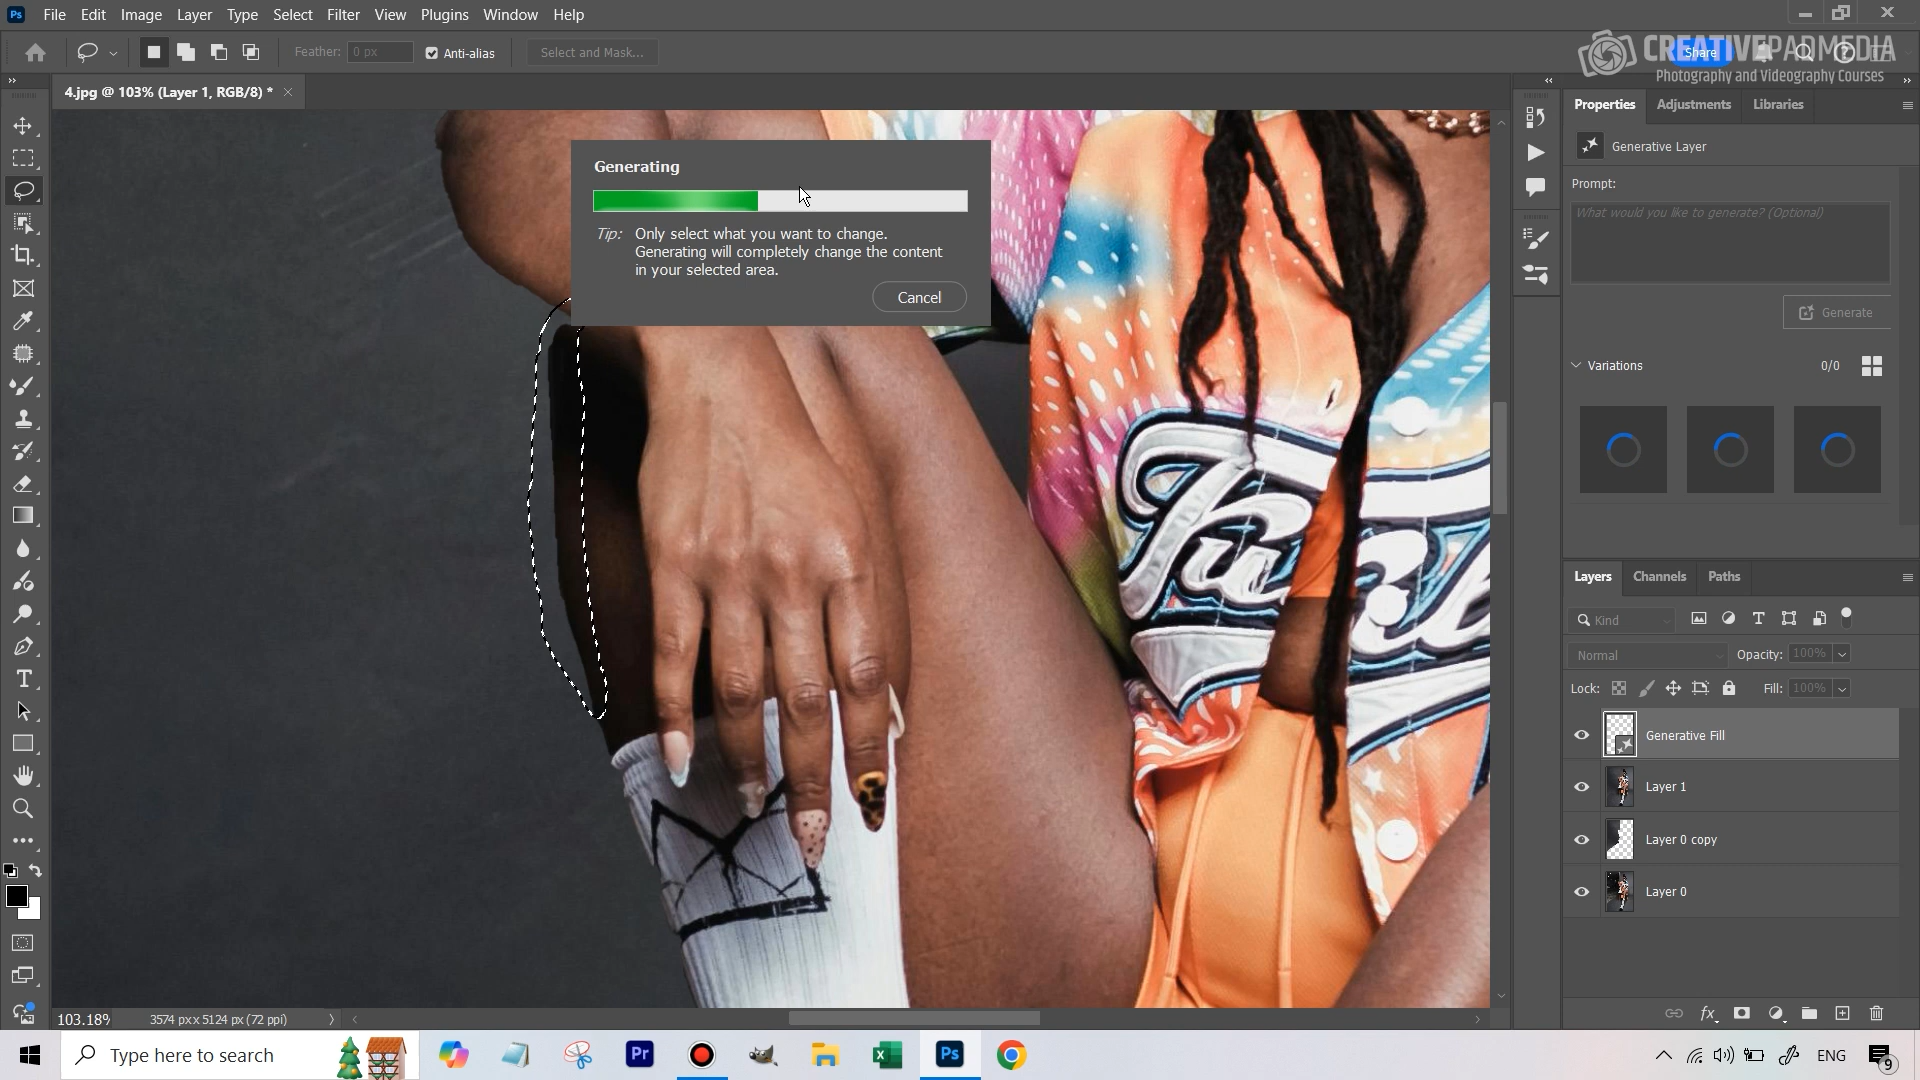 File Edit Image Layer Type Select Filter View Plugins Window Help
Feather: 0 px Anti-alias Select and Mask... Share
CREATIVEPADMEDIA
Photography and Videography Courses
4.jpg @ 103% (Layer 1, RGB/8) *
Properties Adjustments Libraries
Generative Layer
Prompt:
What would you like to generate? (Optional)
Generate
Variations 0/0
Generating
Tip: Only select what you want to change.
Generating will completely change the content
in your selected area.
Cancel
Layers Channels Paths
Kind
Normal Opacity: 100%
Lock: Fill: 100%
Generative Fill
Layer 1
Layer 0 copy
Layer 0
103.18% 3574 px x 5124 px (72 ppi)
Type here to search
Pr
Ps
ENG
9